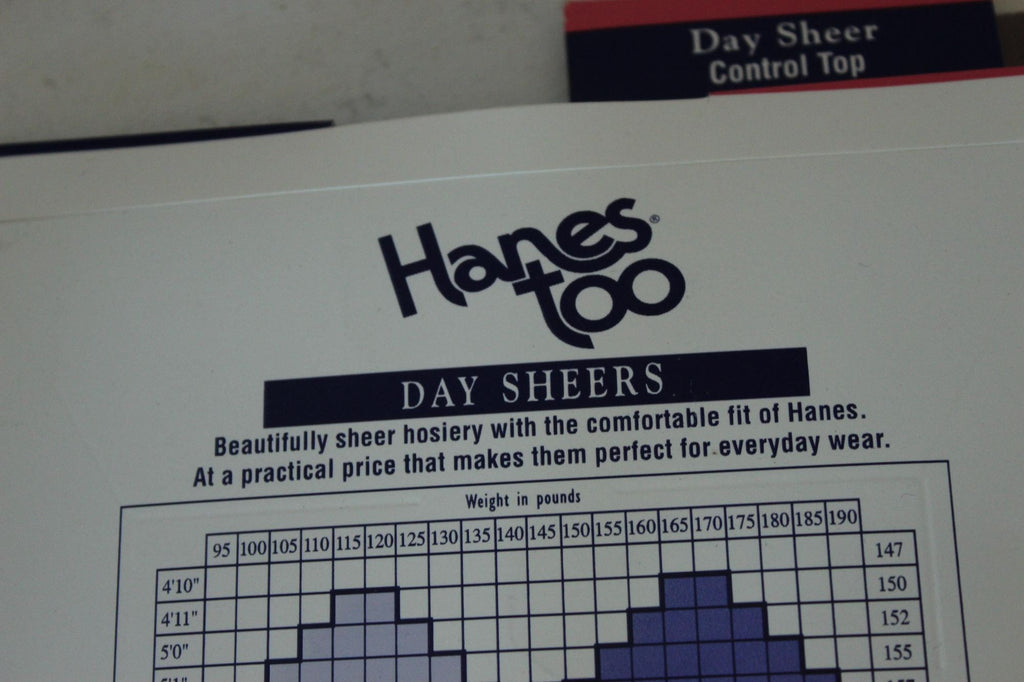 Day Sheer
Control Top
Hanes®
too
DAY SHEERS
Beautifully sheer hosiery with the comfortable fit of Hanes.
At a practical price that makes them perfect for everyday wear.
Weight in pounds
95 100 105 110 115 120 125 130 135 140 145 150 155 160 165 170 175 180 185 190
147
4'10" 150
4'11" 152
5'0" 155